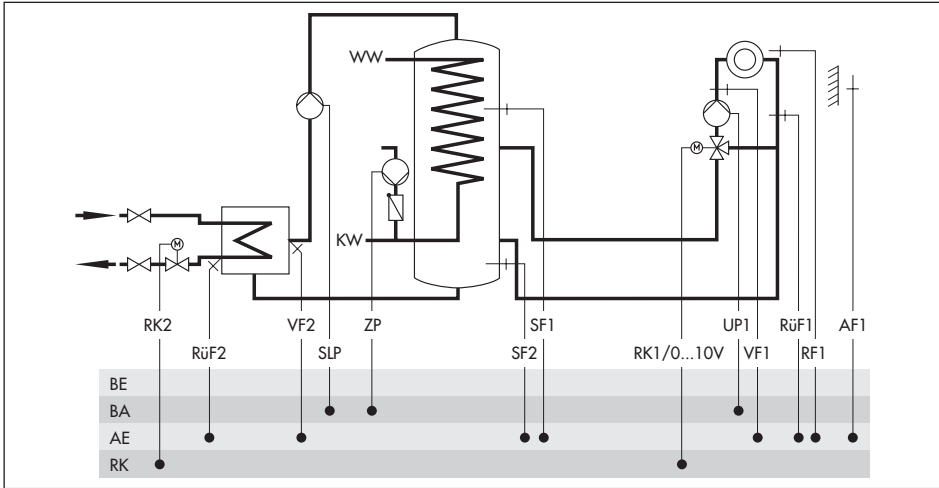 WW
M
KW
M
RK2 VF2 ZP SF1 UP1 RüF1 AF1
RüF2 SLP SF2 RK1/0...10V VF1 RF1
BE
BA
AE
RK